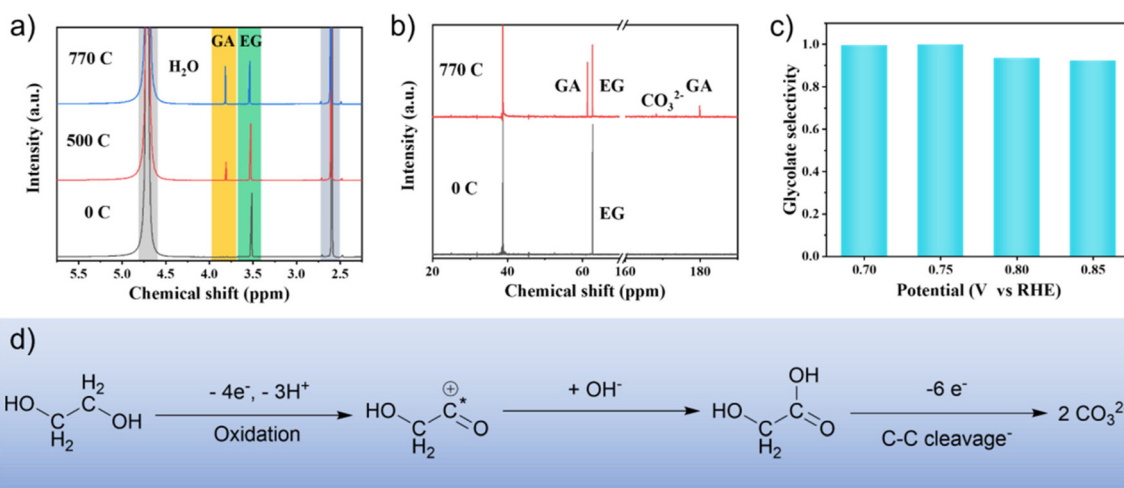 a)
770 C
500 C
0 C
H₂O
GA EG
Intensity (a.u.)
5.5 5.0 4.5 4.0 3.5 3.0 2.5
Chemical shift (ppm)
b)
770 C
0 C
GA EG
CO₃²⁻ GA
EG
Intensity (a.u.)
20 40 60 160 180
Chemical shift (ppm)
c)
Glycolate selectivity
1.0
0.8
0.6
0.4
0.2
0.0
0.70 0.75 0.80 0.85
Potential (V vs RHE)
d)
HO C H₂ H₂ C OH
- 4e⁻, - 3H⁺
Oxidation
HO C H₂ ⊕ C * O
+ OH⁻
HO C H₂ OH C O
-6 e⁻
C-C cleavage⁻
2 CO₃²